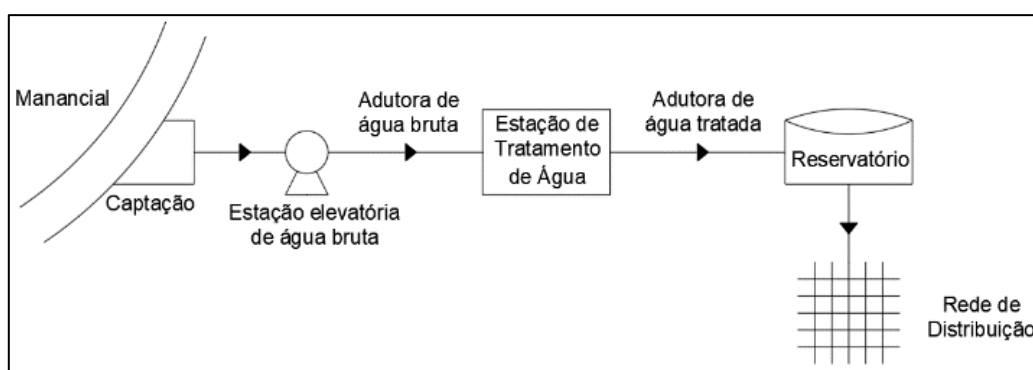 Manancial
Captação
Estação elevatória
de água bruta
Adutora de
água bruta
Estação de
Tratamento
de Água
Adutora de
água tratada
Reservatório
Rede de
Distribuição